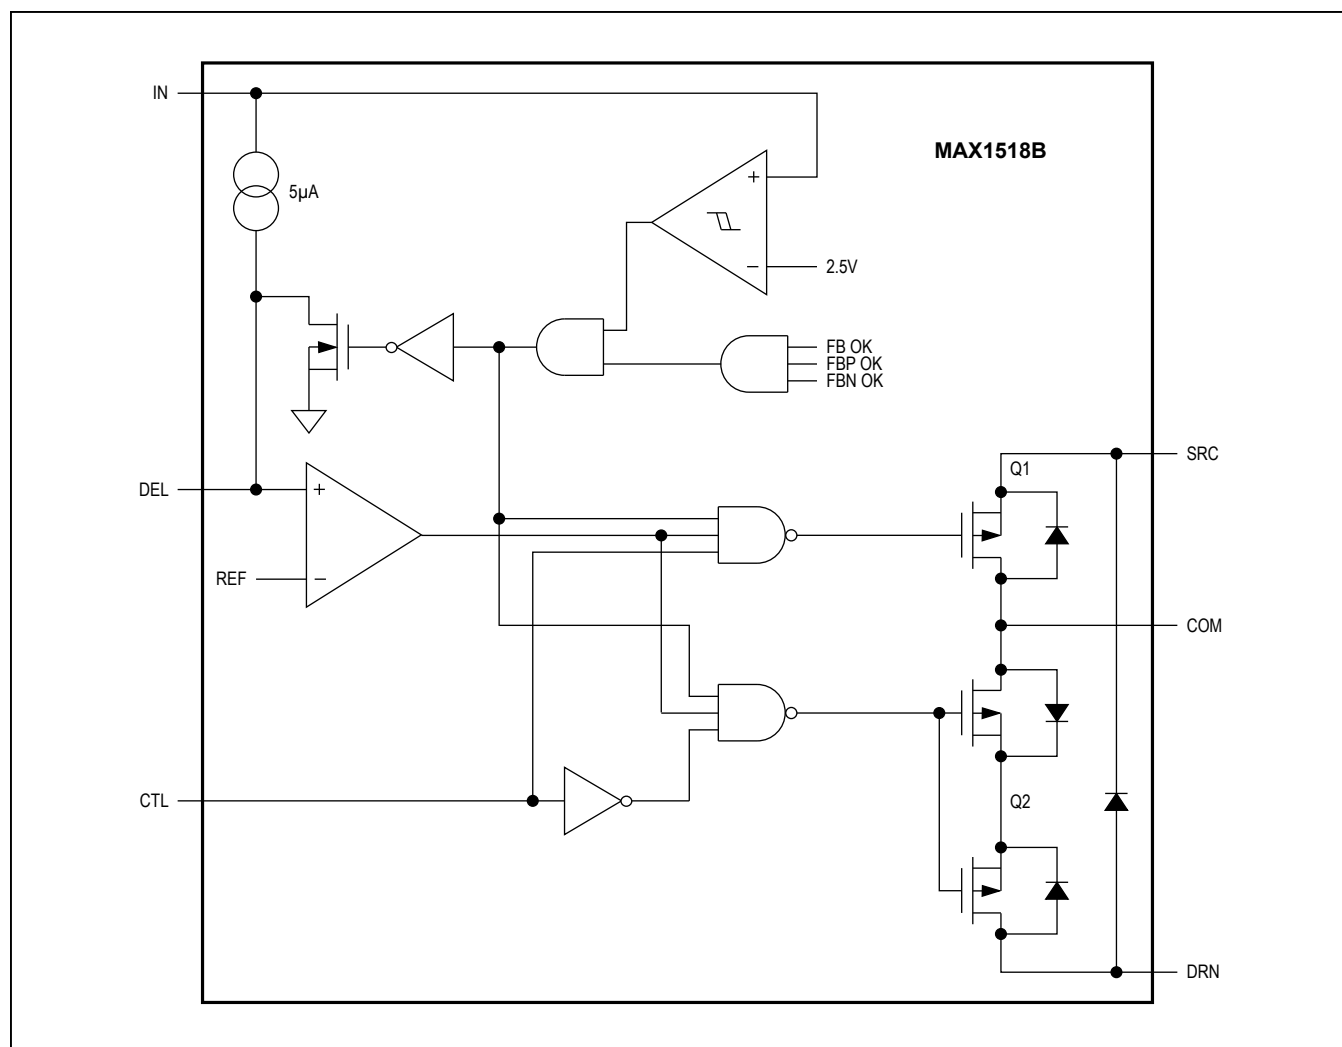 IN
MAX1518B
+
5µA
−
2.5V
FB OK
FBP OK
FBN OK
SRC
Q1
DEL
+
REF
−
COM
CTL
Q2
DRN